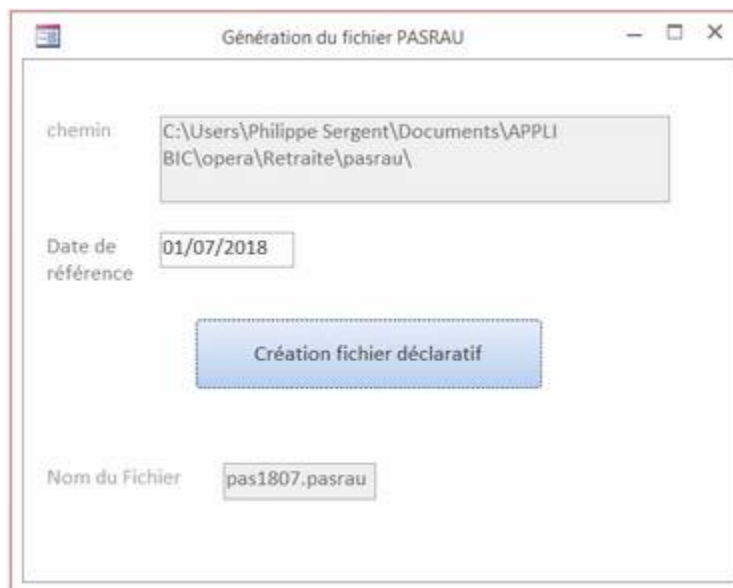 Génération du fichier PASRAU
chemin
C:\Users\Philippe Sergent\Documents\APPLI
BIC\opera\Retraite\pasrau\
Date de
référence
01/07/2018
Création fichier déclaratif
Nom du Fichier
pas1807.pasrau